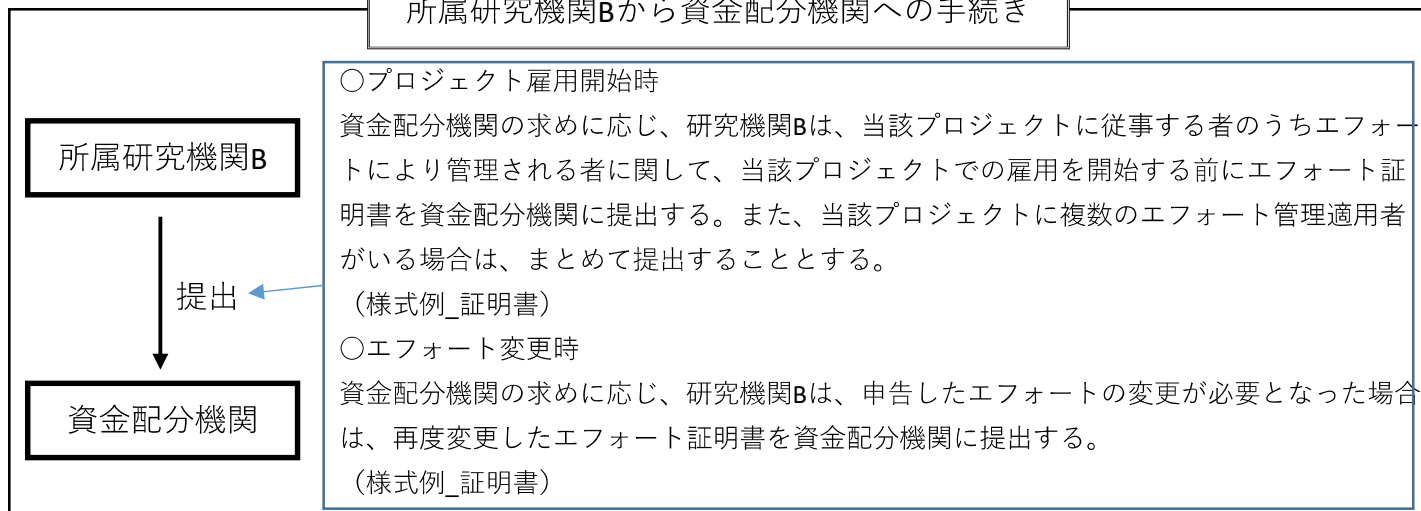 所属研究機関Bから資金配分機関への手続き
所属研究機関B
提出
資金配分機関
○プロジェクト雇用開始時
資金配分機関の求めに応じ、研究機関Bは、当該プロジェクトに従事する者のうちエフォー
トにより管理される者に関して、当該プロジェクトでの雇用を開始する前にエフォート証
明書を資金配分機関に提出する。また、当該プロジェクトに複数のエフォート管理適用者
がいる場合は、まとめて提出することとする。
（様式例_証明書）
○エフォート変更時
資金配分機関の求めに応じ、研究機関Bは、申告したエフォートの変更が必要となった場合
は、再度変更したエフォート証明書を資金配分機関に提出する。
（様式例_証明書）